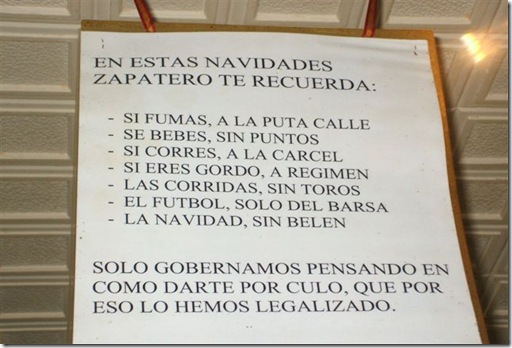 EN ESTAS NAVIDADES
ZAPATERO TE RECUERDA:
- SI FUMAS, A LA PUTA CALLE
- SE BEBES, SIN PUNTOS
- SI CORRES, A LA CARCEL
- SI ERES GORDO, A REGIMEN
- LAS CORRIDAS, SIN TOROS
- EL FUTBOL, SOLO DEL BARSA
- LA NAVIDAD, SIN BELEN
SOLO GOBERNAMOS PENSANDO EN
COMO DARTE POR CULO, QUE POR
ESO LO HEMOS LEGALIZADO.